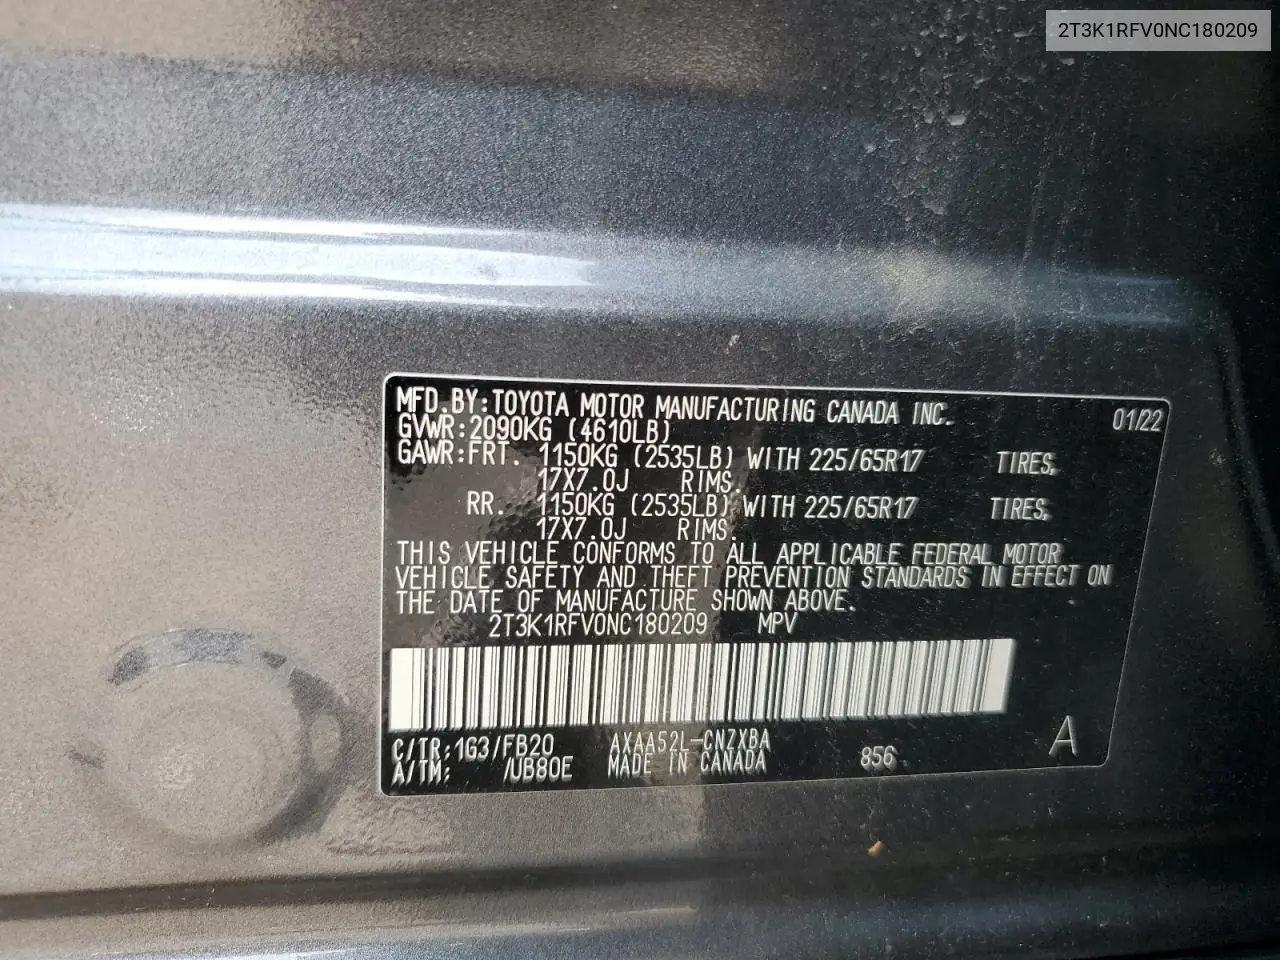 2T3K1RFV0NC180209
MFD.BY:TOYOTA MOTOR MANUFACTURING CANADA INC. 01/22
GVWR:2090KG (4610LB)
GAWR:FRT. 1150KG (2535LB) WITH 225/65R17 TIRES,
17X7.0J RIMS.
RR. 1150KG (2535LB) WITH 225/65R17 TIRES,
17X7.0J RIMS.
THIS VEHICLE CONFORMS TO ALL APPLICABLE FEDERAL MOTOR
VEHICLE SAFETY AND THEFT PREVENTION STANDARDS IN EFFECT ON
THE DATE OF MANUFACTURE SHOWN ABOVE.
2T3K1RFV0NC180209 MPV
C/TR:1G3/FB20 AXAA52L-CNZXBA 856 A
A/TM: /UB80E MADE IN CANADA